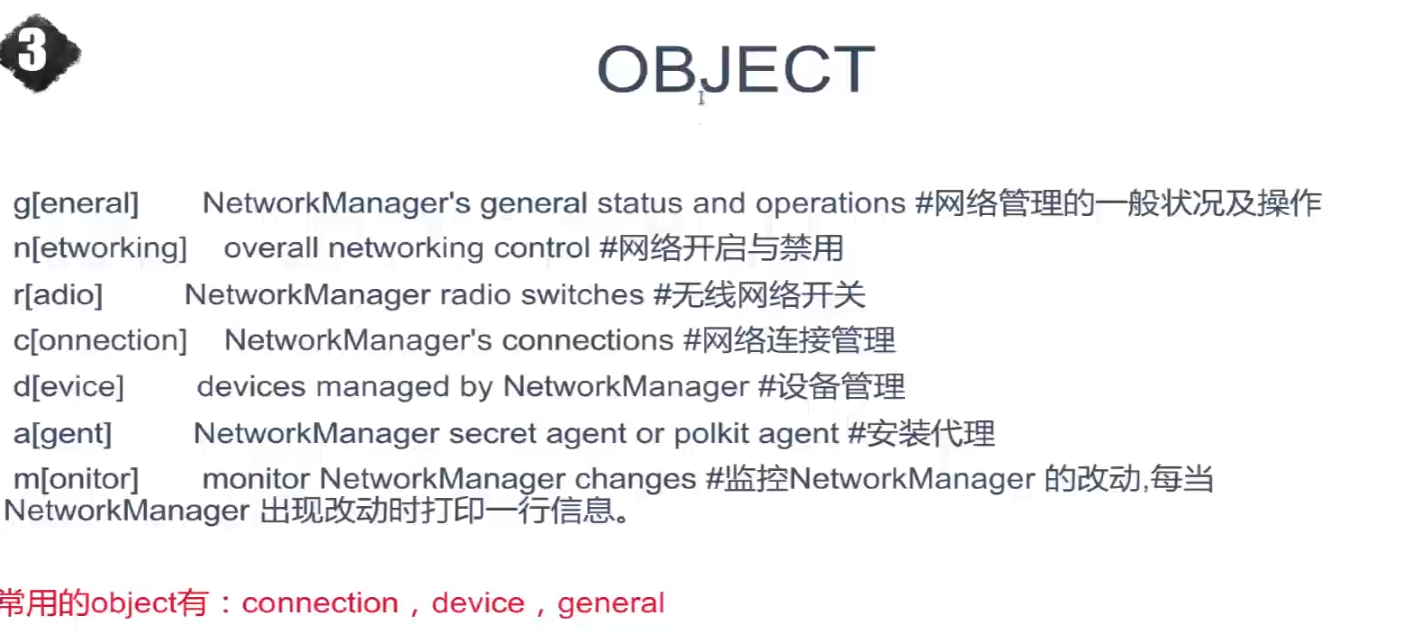 3
OBJECT
g[eneral] NetworkManager's general status and operations #网络管理的一般状况及操作
n[etworking] overall networking control #网络开启与禁用
r[adio] NetworkManager radio switches #无线网络开关
c[onnection] NetworkManager's connections #网络连接管理
d[evice] devices managed by NetworkManager #设备管理
a[gent] NetworkManager secret agent or polkit agent #安装代理
m[onitor] monitor NetworkManager changes #监控NetworkManager 的改动,每当
NetworkManager 出现改动时打印一行信息。
常用的object有：connection，device，general